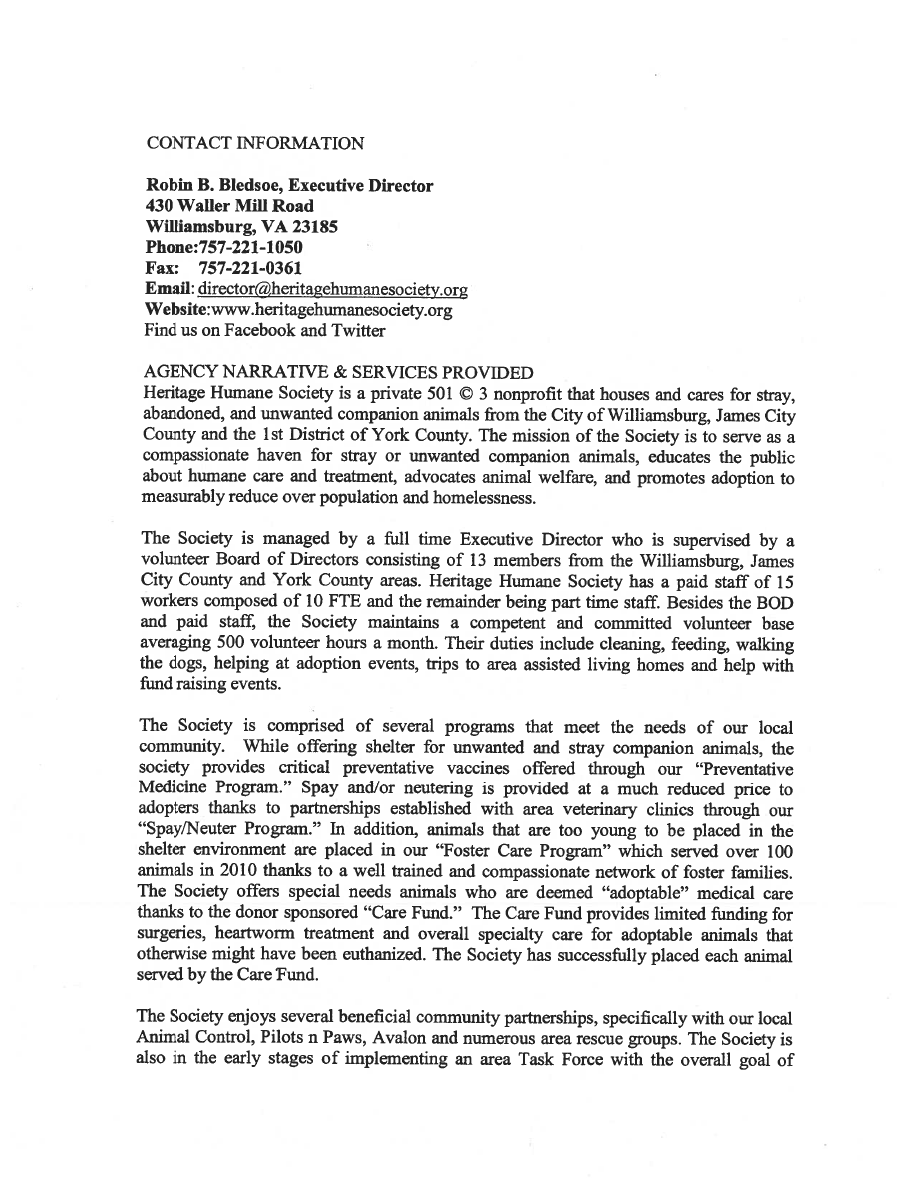 CONTACT INFORMATION
Robin B. Bledsoe, Executive Director
430 Waller Mill Road
Williamsburg, VA 23185
Phone:757-221-1050
Fax: 757-221-0361
Email: director@heritagehumanesociety.org
Website:www.heritagehumanesociety.org
Find us on Facebook and Twitter
AGENCY NARRATIVE & SERVICES PROVIDED
Heritage Humane Society is a private 501 © 3 nonprofit that houses and cares for stray,
abandoned, and unwanted companion animals from the City of Williamsburg, James City
County and the 1st District of York County. The mission of the Society is to serve as a
compassionate haven for stray or unwanted companion animals, educates the public
about humane care and treatment, advocates animal welfare, and promotes adoption to
measurably reduce over population and homelessness.
The Society is managed by a full time Executive Director who is supervised by a
volunteer Board of Directors consisting of 13 members from the Williamsburg, James
City County and York County areas. Heritage Humane Society has a paid staff of 15
workers composed of 10 FTE and the remainder being part time staff. Besides the BOD
and paid staff, the Society maintains a competent and committed volunteer base
averaging 500 volunteer hours a month. Their duties include cleaning, feeding, walking
the dogs, helping at adoption events, trips to area assisted living homes and help with
fund raising events.
The Society is comprised of several programs that meet the needs of our local
community. While offering shelter for unwanted and stray companion animals, the
society provides critical preventative vaccines offered through our “Preventative
Medicine Program.” Spay and/or neutering is provided at a much reduced price to
adopters thanks to partnerships established with area veterinary clinics through our
“Spay/Neuter Program.” In addition, animals that are too young to be placed in the
shelter environment are placed in our “Foster Care Program” which served over 100
animals in 2010 thanks to a well trained and compassionate network of foster families.
The Society offers special needs animals who are deemed “adoptable” medical care
thanks to the donor sponsored “Care Fund.” The Care Fund provides limited funding for
surgeries, heartworm treatment and overall specialty care for adoptable animals that
otherwise might have been euthanized. The Society has successfully placed each animal
served by the Care Fund.
The Society enjoys several beneficial community partnerships, specifically with our local
Animal Control, Pilots n Paws, Avalon and numerous area rescue groups. The Society is
also in the early stages of implementing an area Task Force with the overall goal of